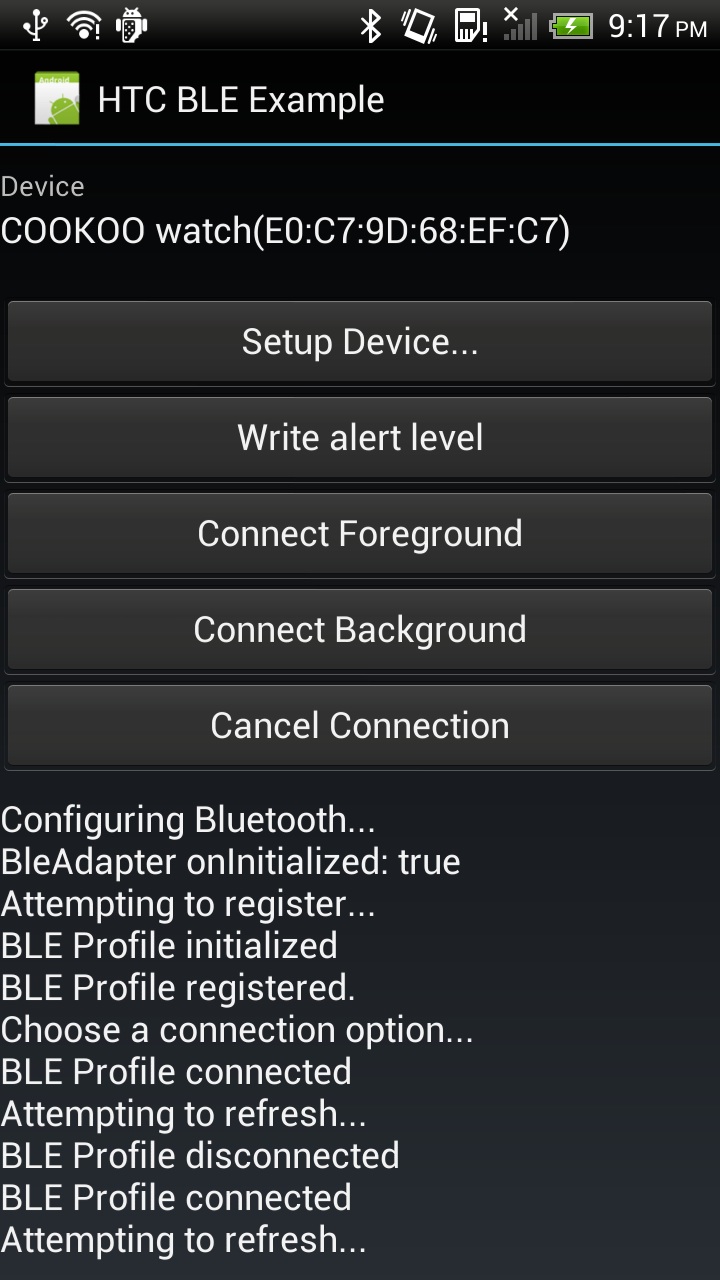 9:17 PM
Android
HTC BLE Example
Device
COOKOO watch(E0:C7:9D:68:EF:C7)
Setup Device...
Write alert level
Connect Foreground
Connect Background
Cancel Connection
Configuring Bluetooth...
BleAdapter onInitialized: true
Attempting to register...
BLE Profile initialized
BLE Profile registered.
Choose a connection option...
BLE Profile connected
Attempting to refresh...
BLE Profile disconnected
BLE Profile connected
Attempting to refresh...